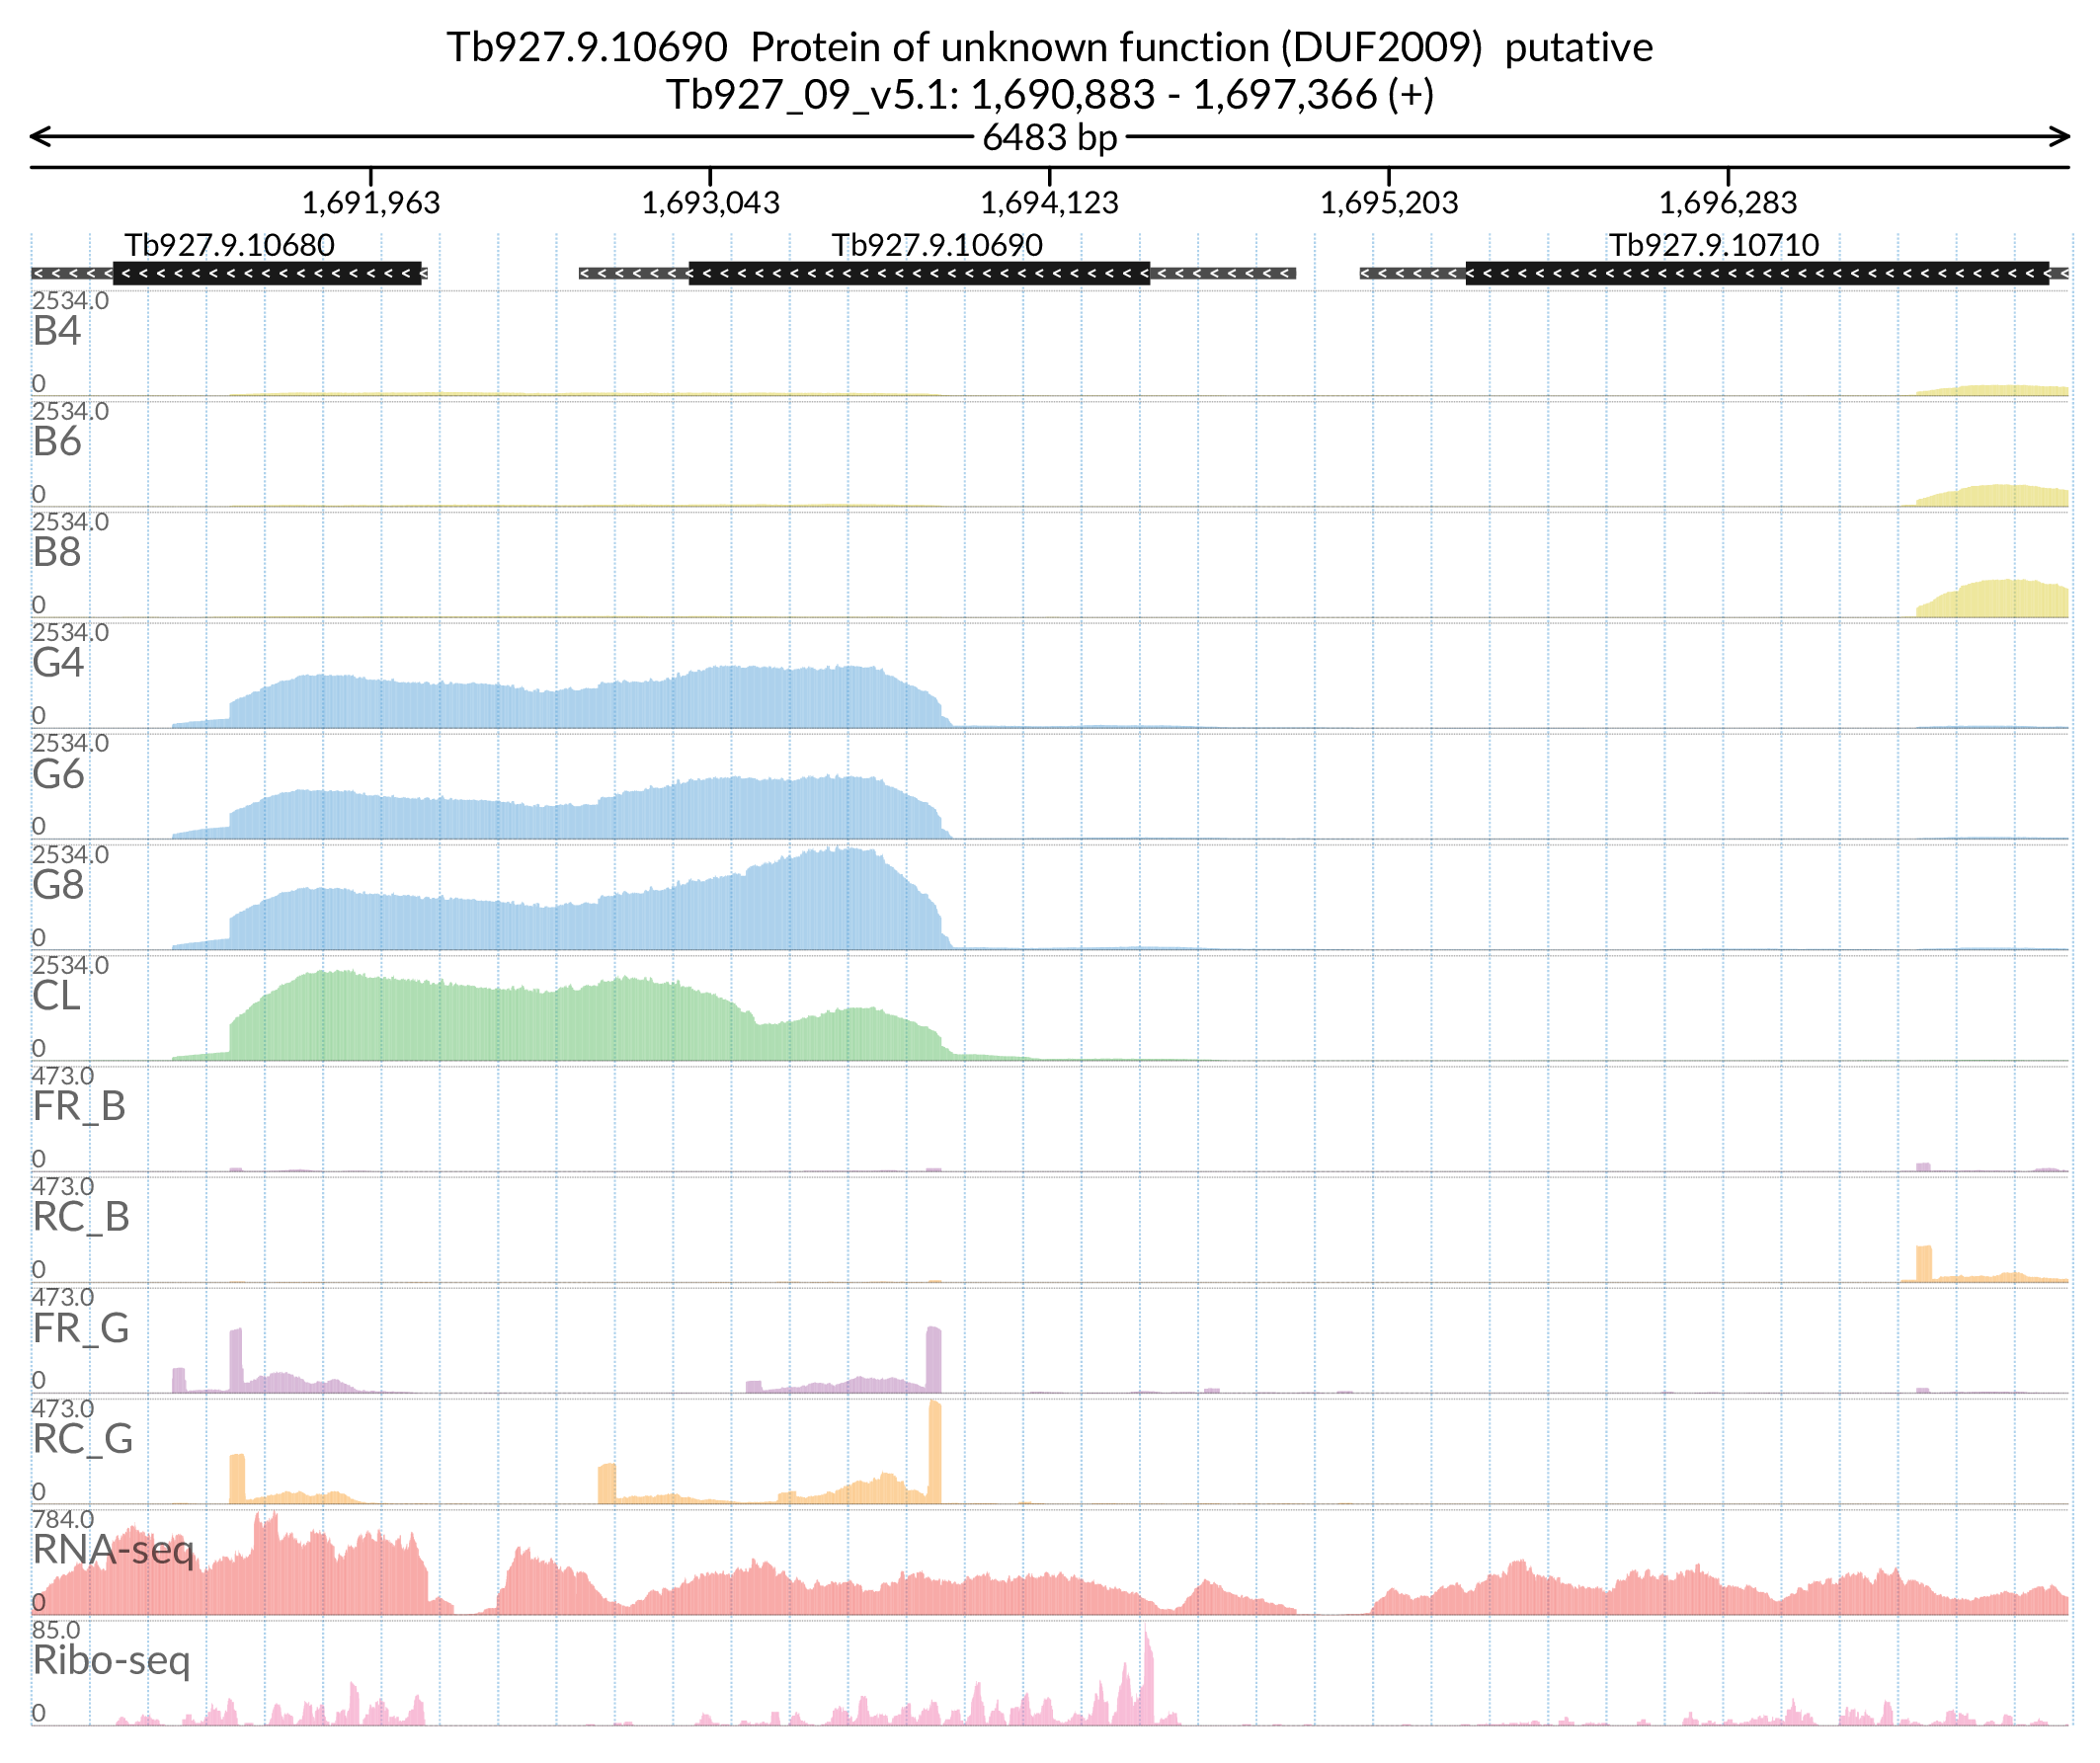 Tb927.9.10690 Protein of unknown function (DUF2009) putative
Tb927_09_v5.1: 1,690,883 - 1,697,366 (+)
6483 bp
1,691,963 1,693,043 1,694,123 1,695,203 1,696,283
Tb927.9.10680 Tb927.9.10690 Tb927.9.10710
2534.0
B4
0
2534.0
B6
0
2534.0
B8
0
2534.0
G4
0
2534.0
G6
0
2534.0
G8
0
2534.0
CL
0
473.0
FR_B
0
473.0
RC_B
0
473.0
FR_G
0
473.0
RC_G
0
784.0
RNA-seq
0
85.0
Ribo-seq
0